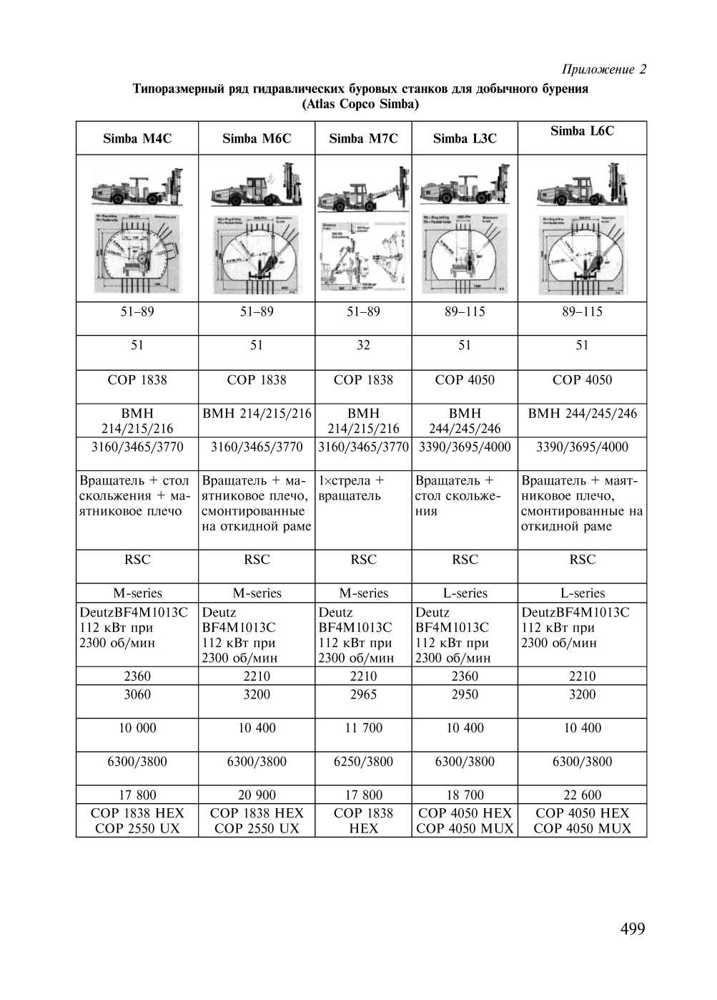 Приложение 2
Типоразмерный ряд гидравлических буровых станков для добычного бурения
(Atlas Copco Simba)
Simba M4C Simba M6C Simba M7C Simba L3C Simba L6C
51–89 51–89 51–89 89–115 89–115
51 51 32 51 51
COP 1838 COP 1838 COP 1838 COP 4050 COP 4050
BMH BMH 214/215/216 BMH BMH BMH 244/245/246
214/215/216 214/215/216 244/245/246
3160/3465/3770 3160/3465/3770 3160/3465/3770 3390/3695/4000 3390/3695/4000
Вращатель + стол Вращатель + ма- 1×стрела + Вращатель + Вращатель + маят-
скольжения + ма- ятниковое плечо, вращатель стол скольже- никовое плечо,
ятниковое плечо смонтированные ния смонтированные на
на откидной раме откидной раме
RSC RSC RSC RSC RSC
M-series M-series M-series L-series L-series
DeutzBF4M1013C Deutz Deutz Deutz DeutzBF4M1013C
112 кВт при BF4M1013C BF4M1013C BF4M1013C 112 кВт при
2300 об/мин 112 кВт при 112 кВт при 112 кВт при 2300 об/мин
2300 об/мин 2300 об/мин 2300 об/мин
2360 2210 2210 2360 2210
3060 3200 2965 2950 3200
10 000 10 400 11 700 10 400 10 400
6300/3800 6300/3800 6250/3800 6300/3800 6300/3800
17 800 20 900 17 800 18 700 22 600
COP 1838 HEX COP 1838 HEX COP 1838 COP 4050 HEX COP 4050 HEX
COP 2550 UX COP 2550 UX HEX COP 4050 MUX COP 4050 MUX
499